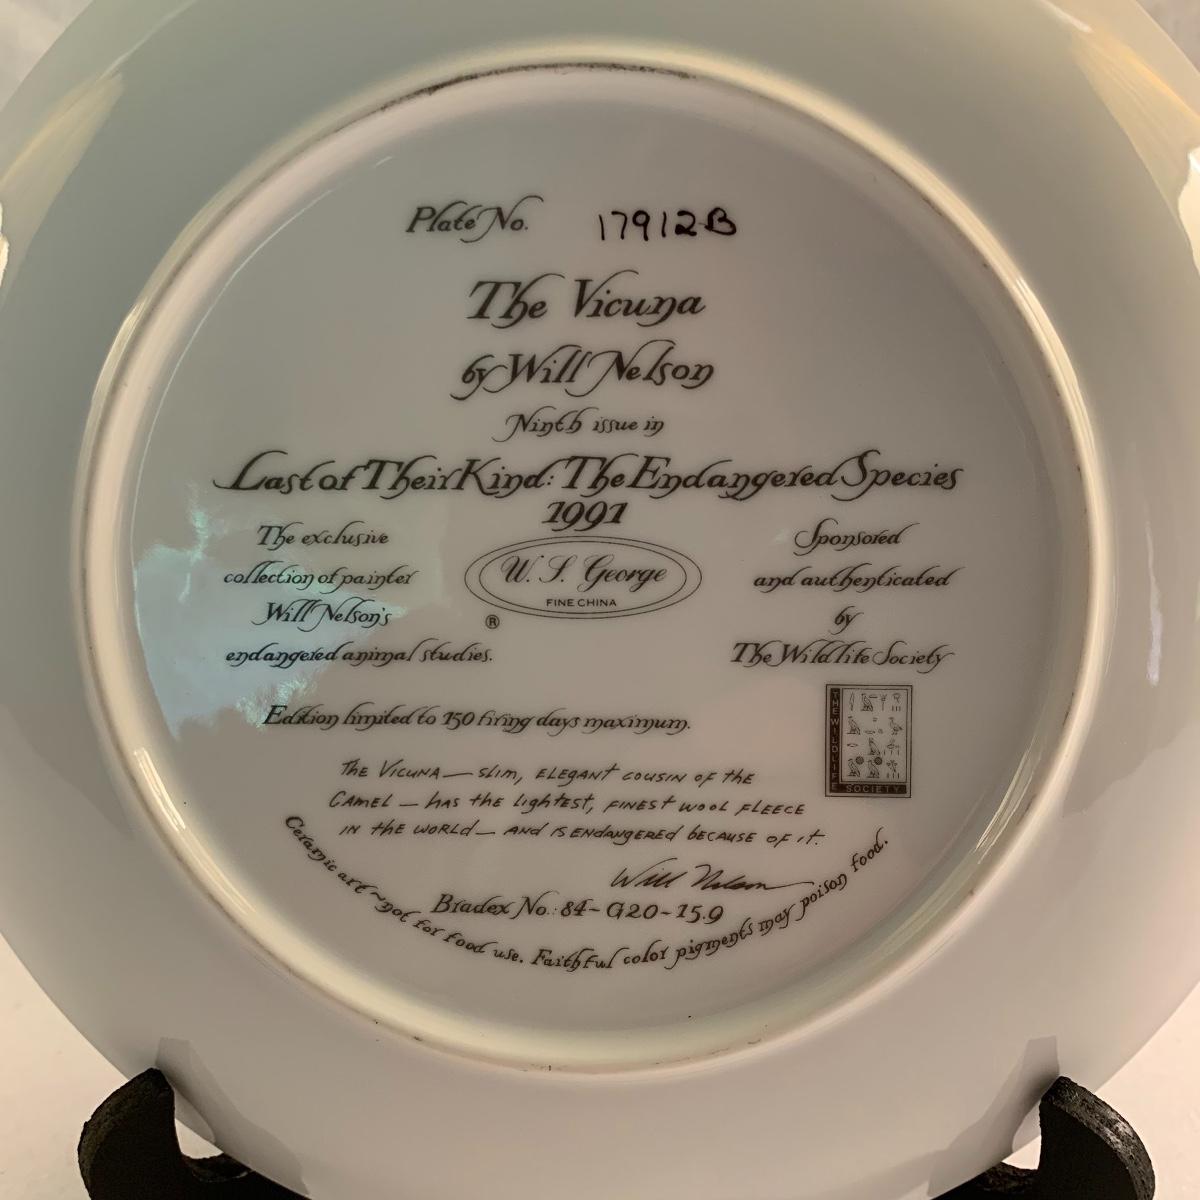 Plate No. 17912B
The Vicuna
by Will Nelson
Ninth issue in
Last of Their Kind: The Endangered Species
1991
The exclusive
collection of painter
Will Nelson's
endangered animal studies.
W. S. George
FINE CHINA
®
Sponsored
and authenticated
by
The Wildlife Society
Edition limited to 150 firing days maximum.
THE WILDLIFE
SOCIETY
The Vicuna — slim, elegant cousin of the
camel — has the lightest, finest wool fleece
in the world — and is endangered because of it.
Will Nelson
Bradex No.: 84-G20-15.9
Ceramic art ~ not for food use. Faithful color pigments may poison food.